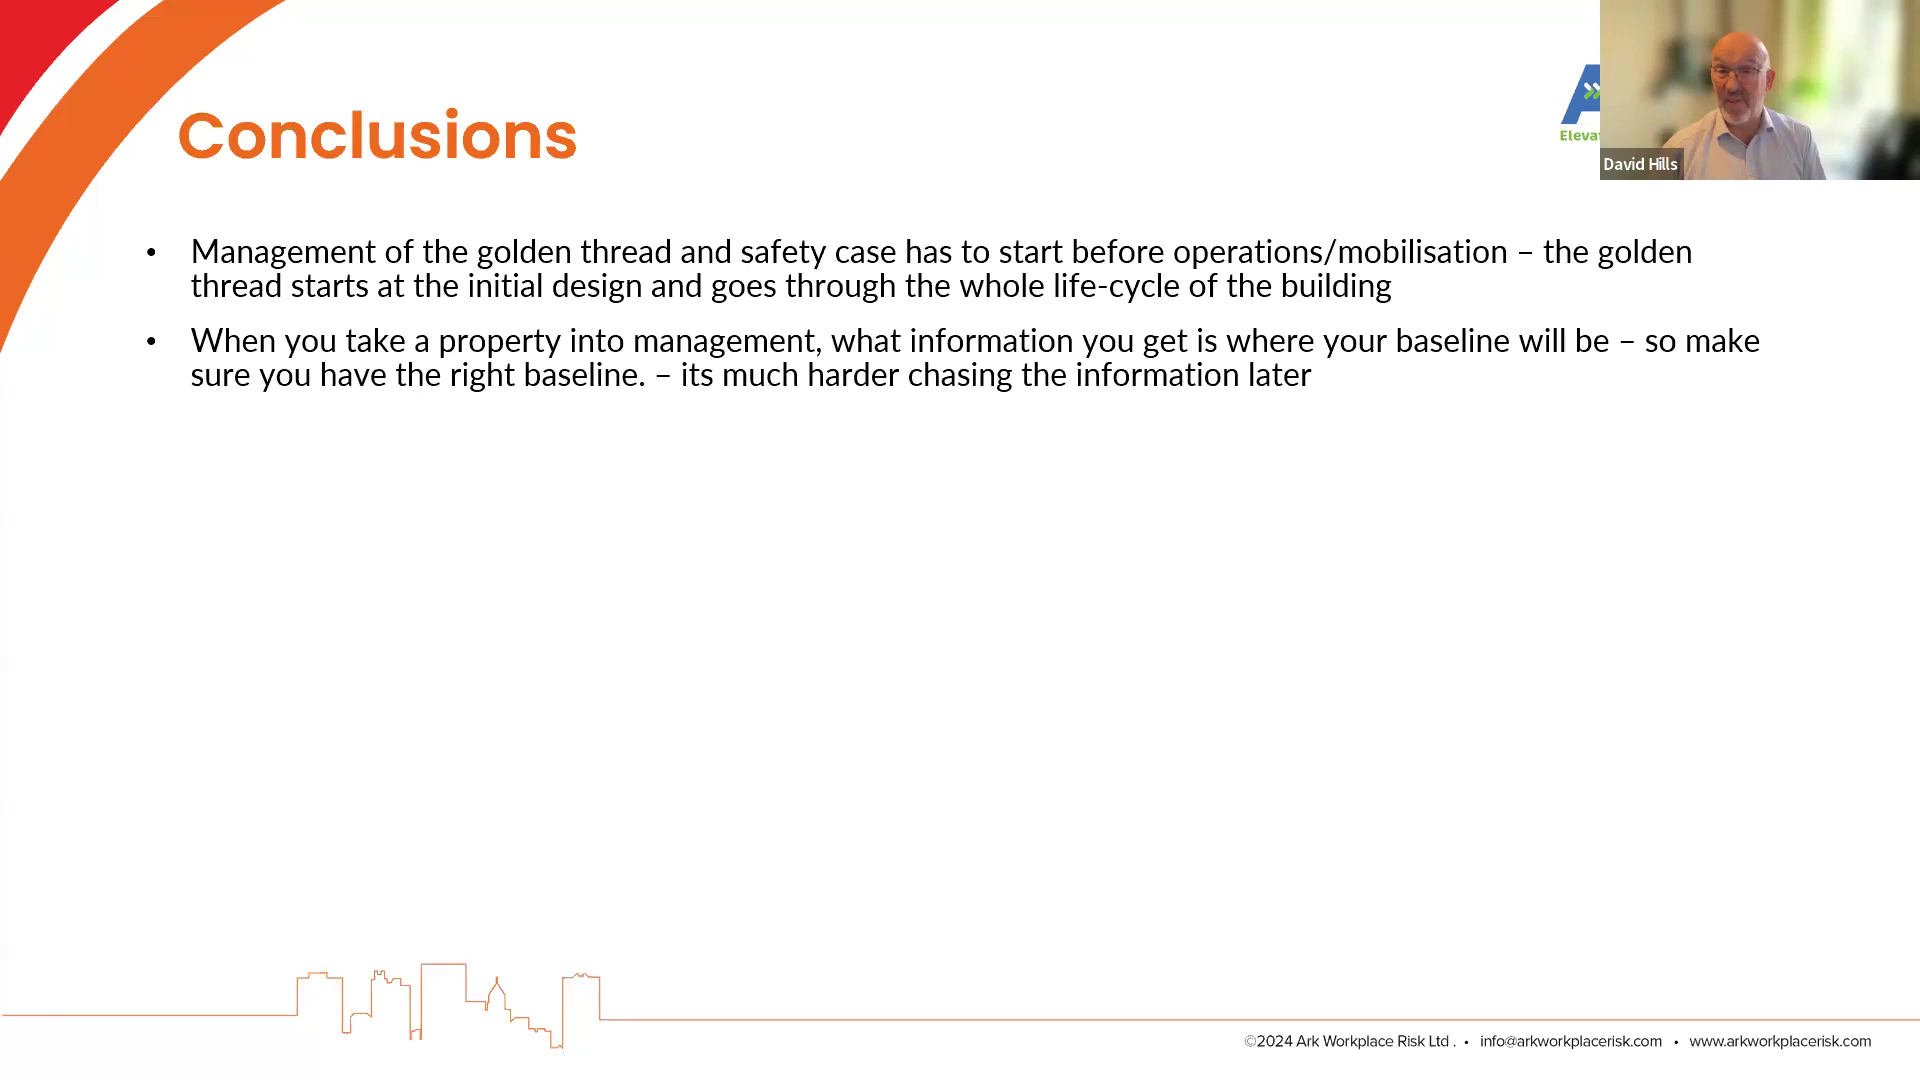 Conclusions
David Hills
• Management of the golden thread and safety case has to start before operations/mobilisation – the golden
thread starts at the initial design and goes through the whole life-cycle of the building
• When you take a property into management, what information you get is where your baseline will be – so make
sure you have the right baseline. – its much harder chasing the information later
©2024 Ark Workplace Risk Ltd . • info@arkworkplacerisk.com • www.arkworkplacerisk.com